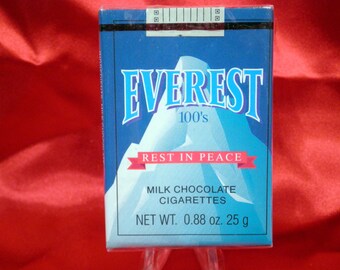 EVEREST
100's
REST IN PEACE
MILK CHOCOLATE
CIGARETTES
NET WT. 0.88 oz. 25 g